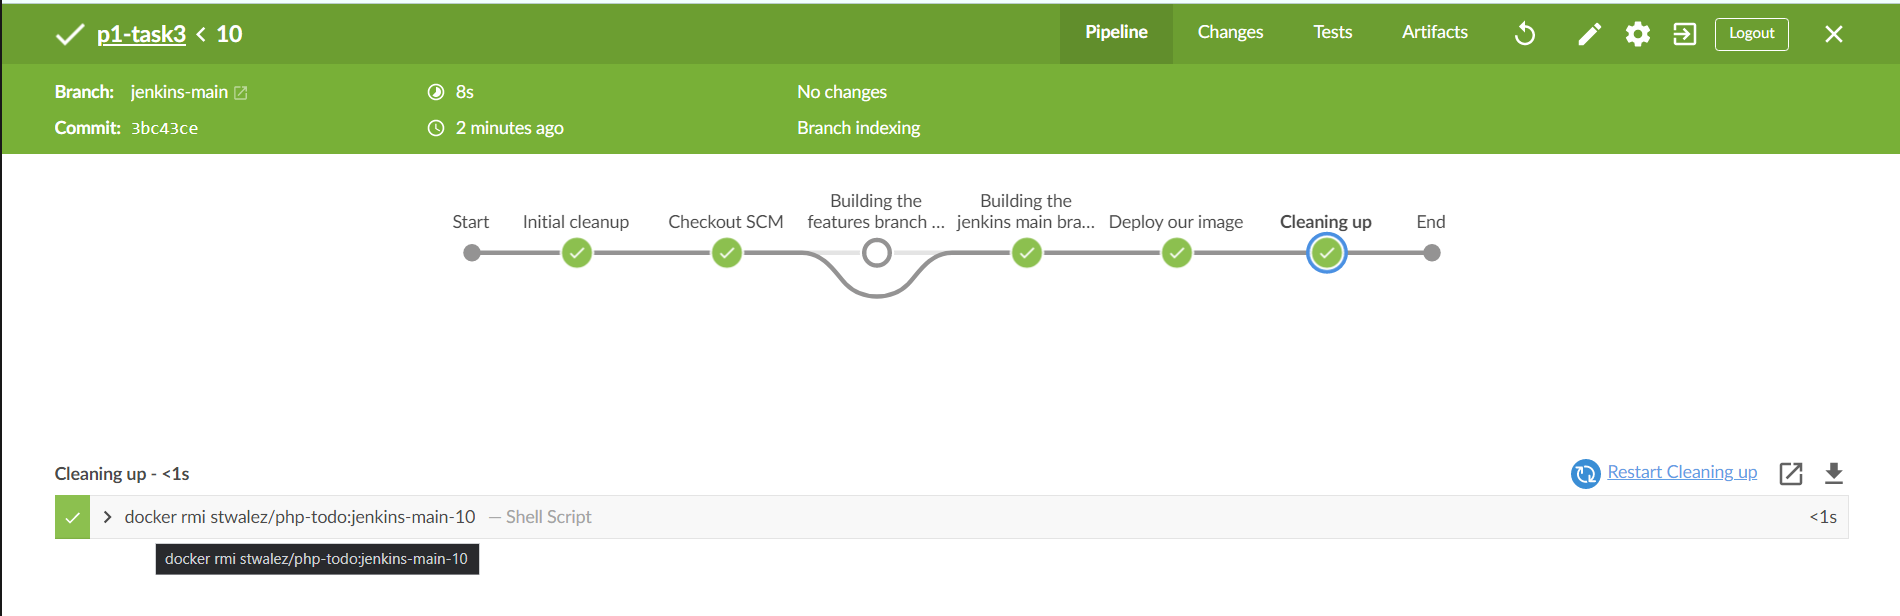 p1-task3 < 10
Pipeline
Changes
Tests
Artifacts
Logout
Branch: jenkins-main
8s
No changes
Commit: 3bc43ce
2 minutes ago
Branch indexing
Start
Initial cleanup
Checkout SCM
Building the
features branch ...
Building the
jenkins main bra...
Deploy our image
Cleaning up
End
Cleaning up - <1s
Restart Cleaning up
docker rmi stwalez/php-todo:jenkins-main-10 — Shell Script
<1s
docker rmi stwalez/php-todo:jenkins-main-10